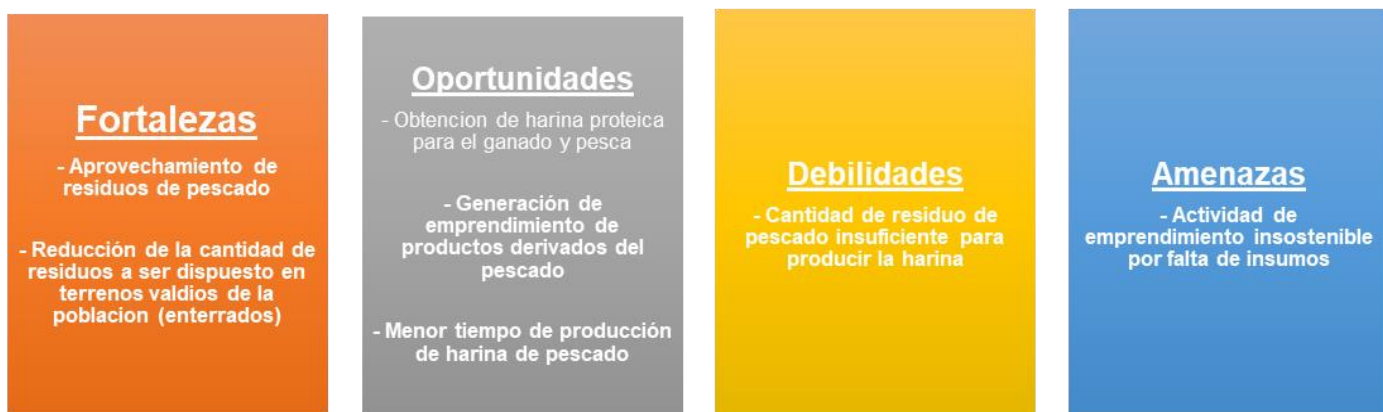 Fortalezas
- Aprovechamiento de
residuos de pescado
- Reducción de la cantidad de
residuos a ser dispuesto en
terrenos valdios de la
poblacion (enterrados)
Oportunidades
- Obtencion de harina proteica
para el ganado y pesca
- Generación de
emprendimiento de
productos derivados del
pescado
- Menor tiempo de producción
de harina de pescado
Debilidades
- Cantidad de residuo de
pescado insuficiente para
producir la harina
Amenazas
- Actividad de
emprendimiento insostenible
por falta de insumos